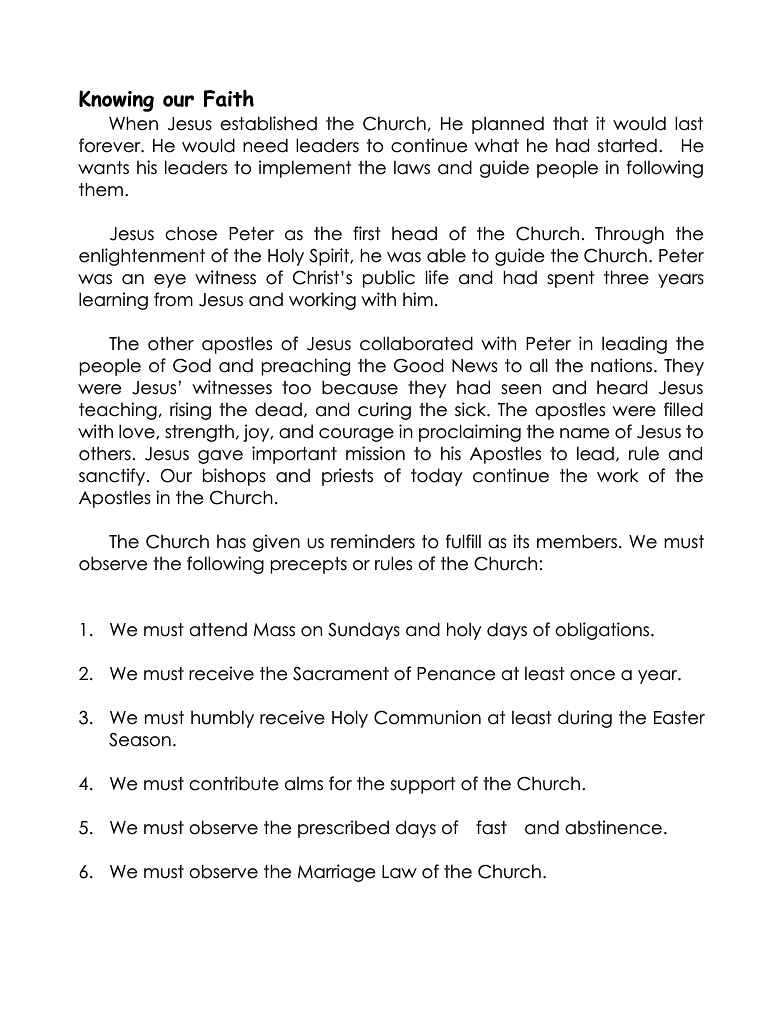 Knowing our Faith
When Jesus established the Church, He planned that it would last
forever. He would need leaders to continue what he had started.   He
wants his leaders to implement the laws and guide people in following
them.
Jesus chose Peter as the first head of the Church. Through the
enlightenment of the Holy Spirit, he was able to guide the Church. Peter
was an eye witness of Christ's public life and had spent three years
learning from Jesus and working with him.
The other apostles of Jesus collaborated with Peter in leading the
people of God and preaching the Good News to all the nations. They
were Jesus' witnesses too because they had seen and heard Jesus
teaching, rising the dead, and curing the sick. The apostles were filled
with love, strength, joy, and courage in proclaiming the name of Jesus to
others. Jesus gave important mission to his Apostles to lead, rule and
sanctify. Our bishops and priests of today continue the work of the
Apostles in the Church.
The Church has given us reminders to fulfill as its members. We must
observe the following precepts or rules of the Church:
1. We must attend Mass on Sundays and holy days of obligations.
2. We must receive the Sacrament of Penance at least once a year.
3. We must humbly receive Holy Communion at least during the Easter
Season.
4. We must contribute alms for the support of the Church.
5. We must observe the prescribed days of   fast   and abstinence.
6. We must observe the Marriage Law of the Church.